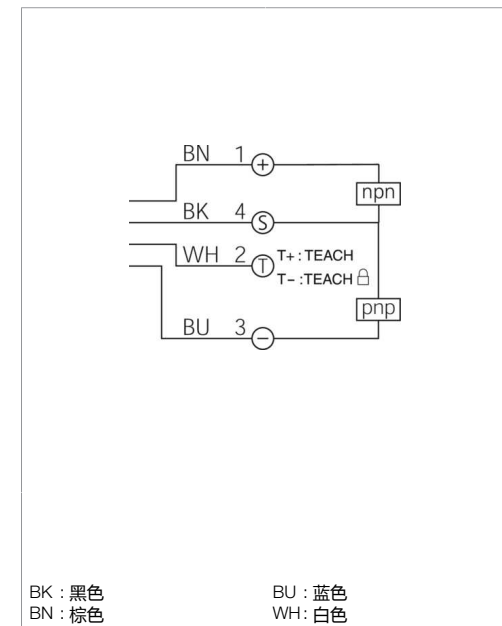 BN 1 +
npn
BK 4 S
WH 2 T T+: TEACH
T- : TEACH
pnp
BU 3 -
BK : 黑色 BU : 蓝色
BN : 棕色 WH : 白色